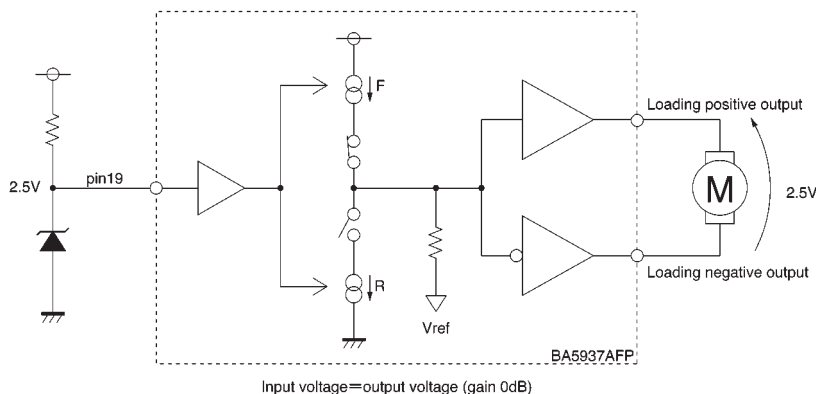 F
Loading positive output
2.5V
pin19
M
2.5V
R
Loading negative output
Vref
BA5937AFP
Input voltage=output voltage (gain 0dB)